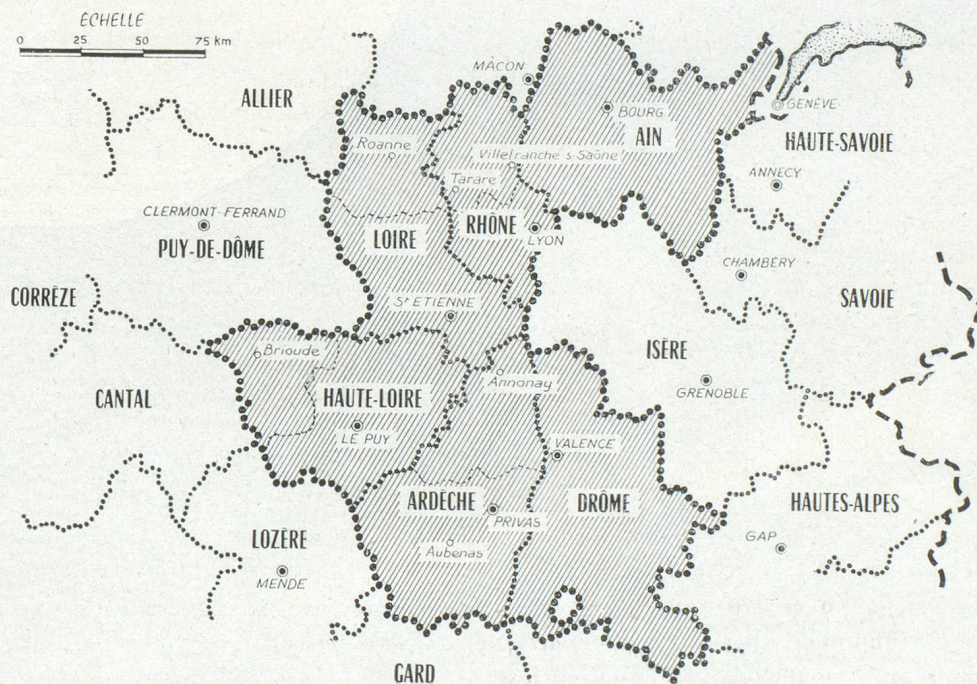 ÉCHELLE
0 25 50 75 km
MÂCON
ALLIER
BOURG
GENÈVE
AIN
HAUTE-SAVOIE
Roanne
Villefranche s. Saône
Tarare
ANNECY
CLERMONT-FERRAND
PUY-DE-DÔME
LOIRE
RHÔNE
LYON
CHAMBÉRY
CORRÈZE
St ETIENNE
SAVOIE
Brioude
ISÈRE
CANTAL
HAUTE-LOIRE
Annonay
GRENOBLE
LE PUY
VALENCE
ARDÈCHE
DRÔME
HAUTES-ALPES
PRIVAS
LOZÈRE
Aubenas
GAP
MENDE
GARD